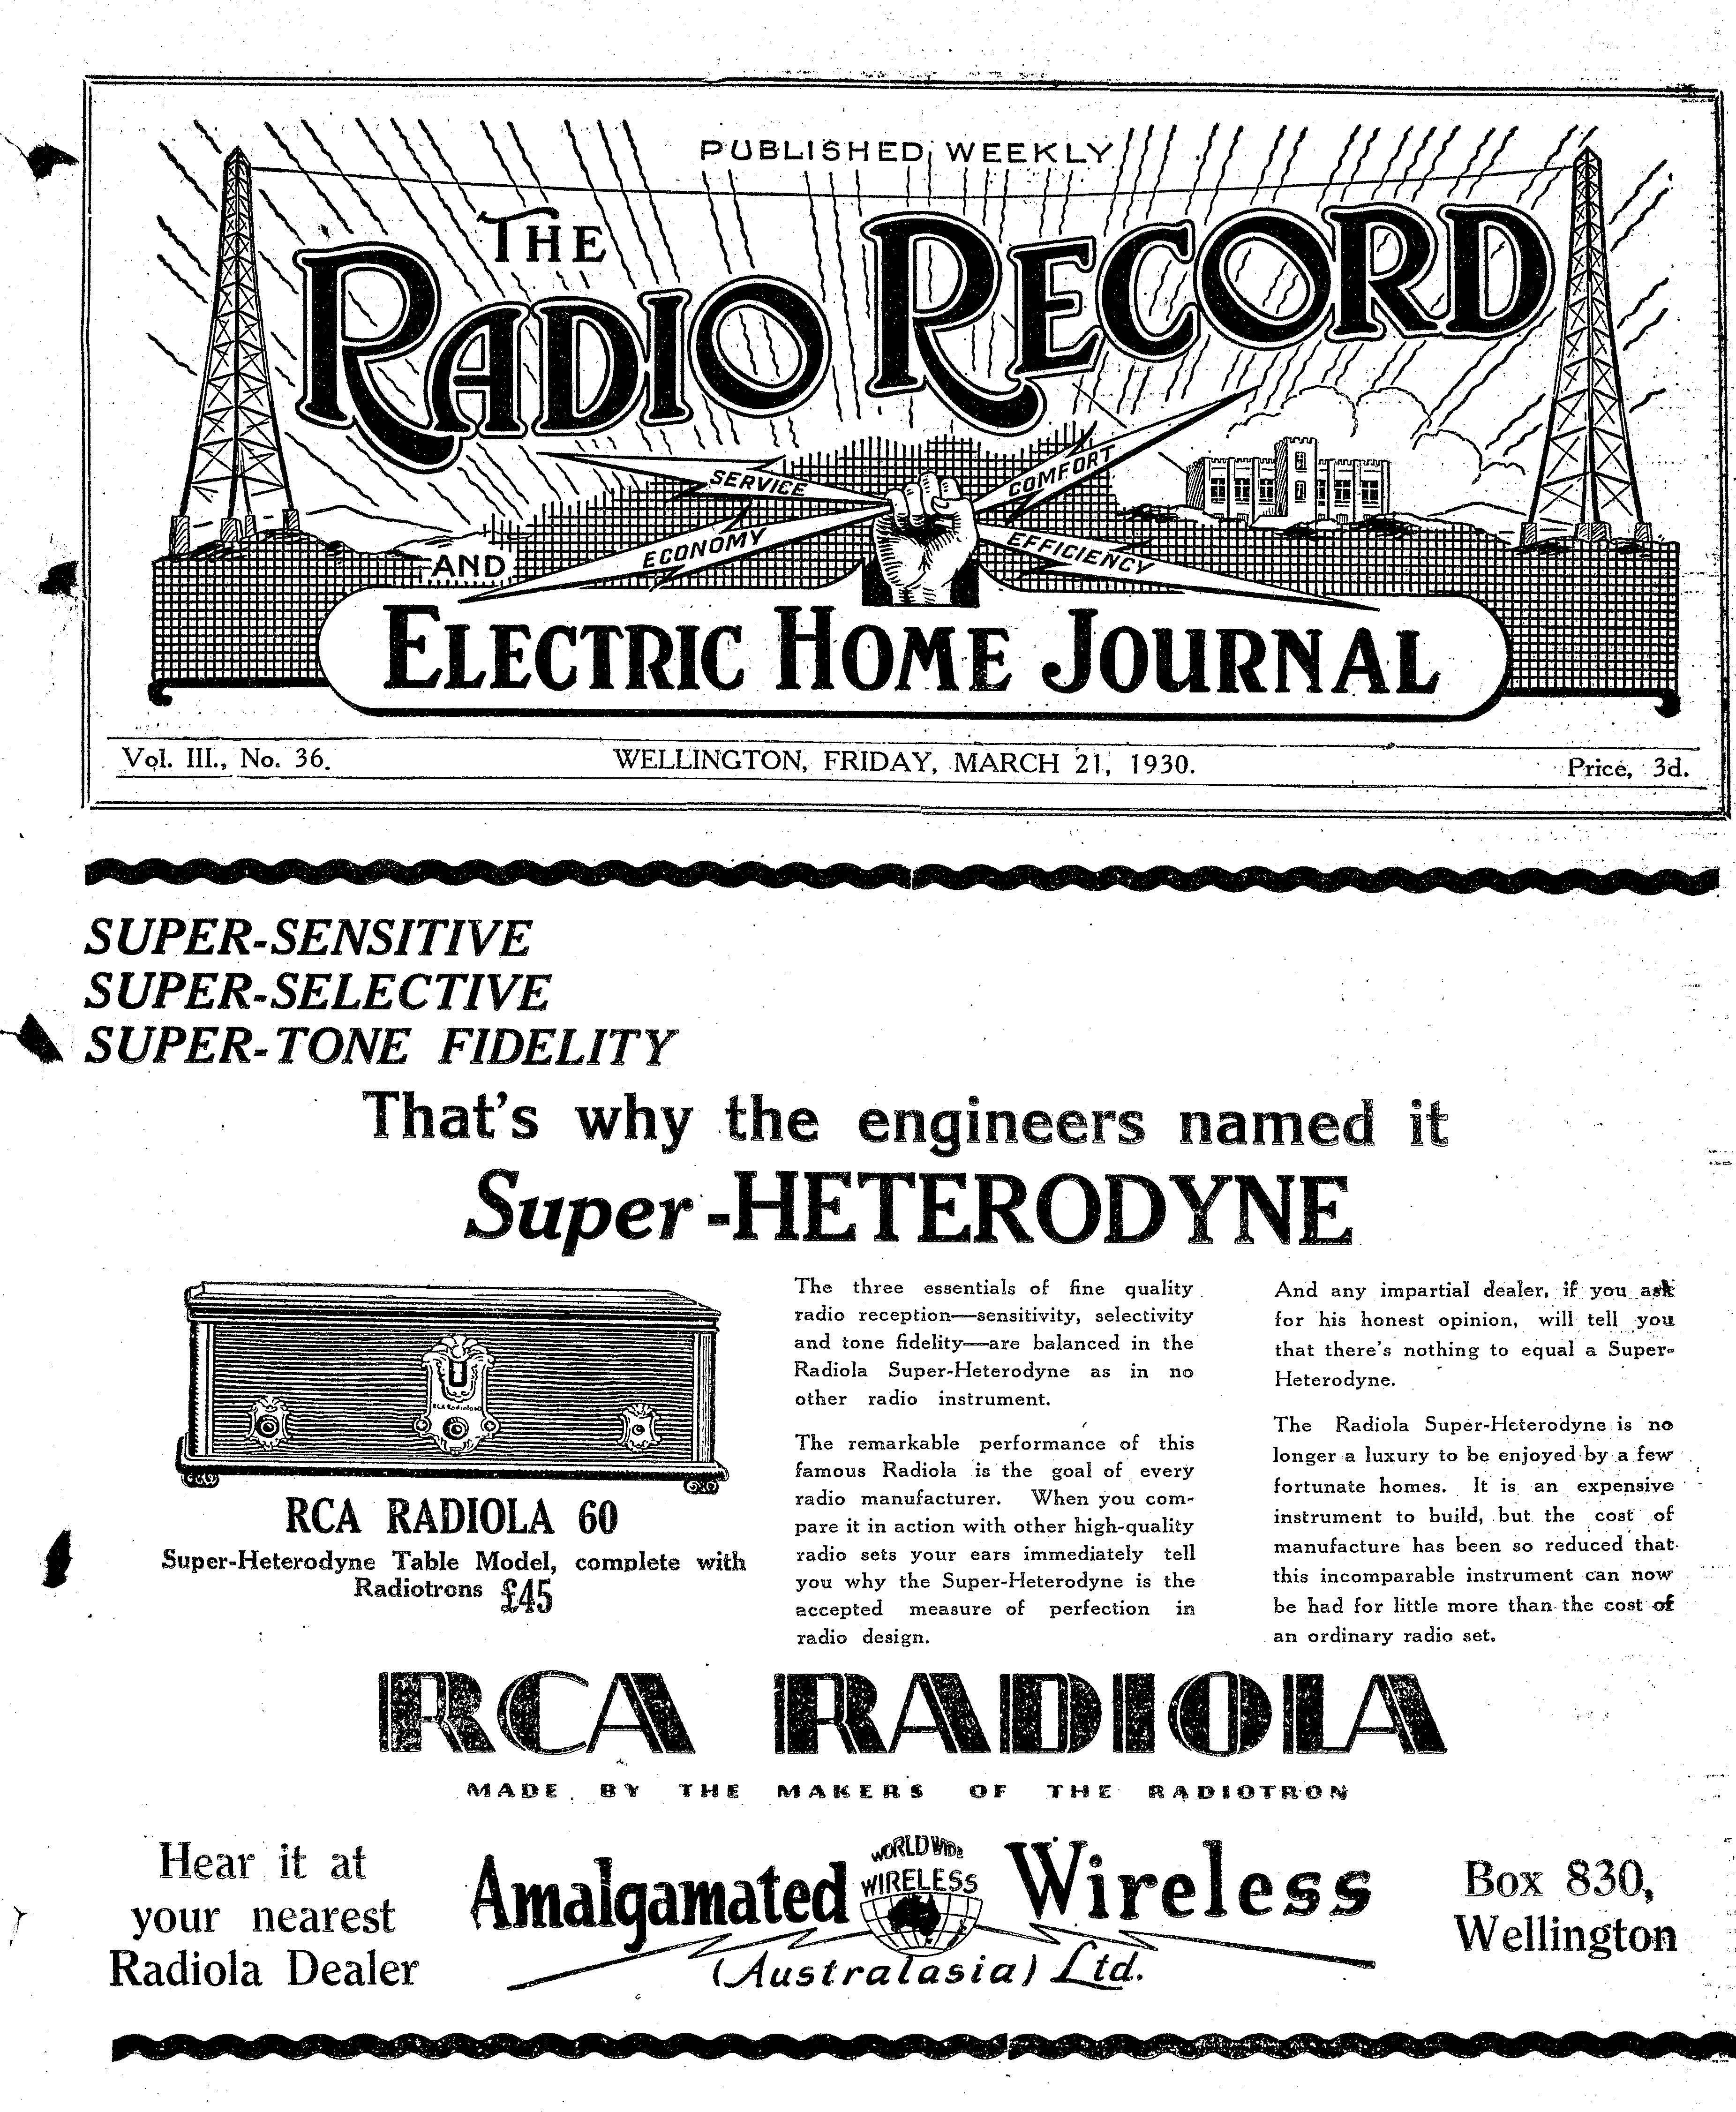 PUBLISHED WEEKLY
THE
RADIO RECORD
SERVICE
COMFORT
ECONOMY
EFFICIENCY
AND
ELECTRIC HOME JOURNAL
Vol. III., No. 36.
WELLINGTON, FRIDAY, MARCH 21, 1930.
Price, 3d.
SUPER-SENSITIVE
SUPER-SELECTIVE
SUPER-TONE FIDELITY
That's why the engineers named it
Super-HETERODYNE
RCA RADIOLA 60
Super-Heterodyne Table Model, complete with
Radiotrons £45
The three essentials of fine quality
radio reception—sensitivity, selectivity
and tone fidelity—are balanced in the
Radiola Super-Heterodyne as in no
other radio instrument.
The remarkable performance of this
famous Radiola is the goal of every
radio manufacturer. When you com-
pare it in action with other high-quality
radio sets your ears immediately tell
you why the Super-Heterodyne is the
accepted measure of perfection in
radio design.
And any impartial dealer, if you ask
for his honest opinion, will tell you
that there's nothing to equal a Super-
Heterodyne.
The Radiola Super-Heterodyne is no
longer a luxury to be enjoyed by a few
fortunate homes. It is an expensive
instrument to build, but the cost of
manufacture has been so reduced that
this incomparable instrument can now
be had for little more than the cost of
an ordinary radio set.
RCA RADIOLA
MADE BY THE MAKERS OF THE RADIOTRON
Hear it at
your nearest
Radiola Dealer
Amalgamated Wireless
WORLD WIDE
WIRELESS
(Australasia) Ltd.
Box 830,
Wellington